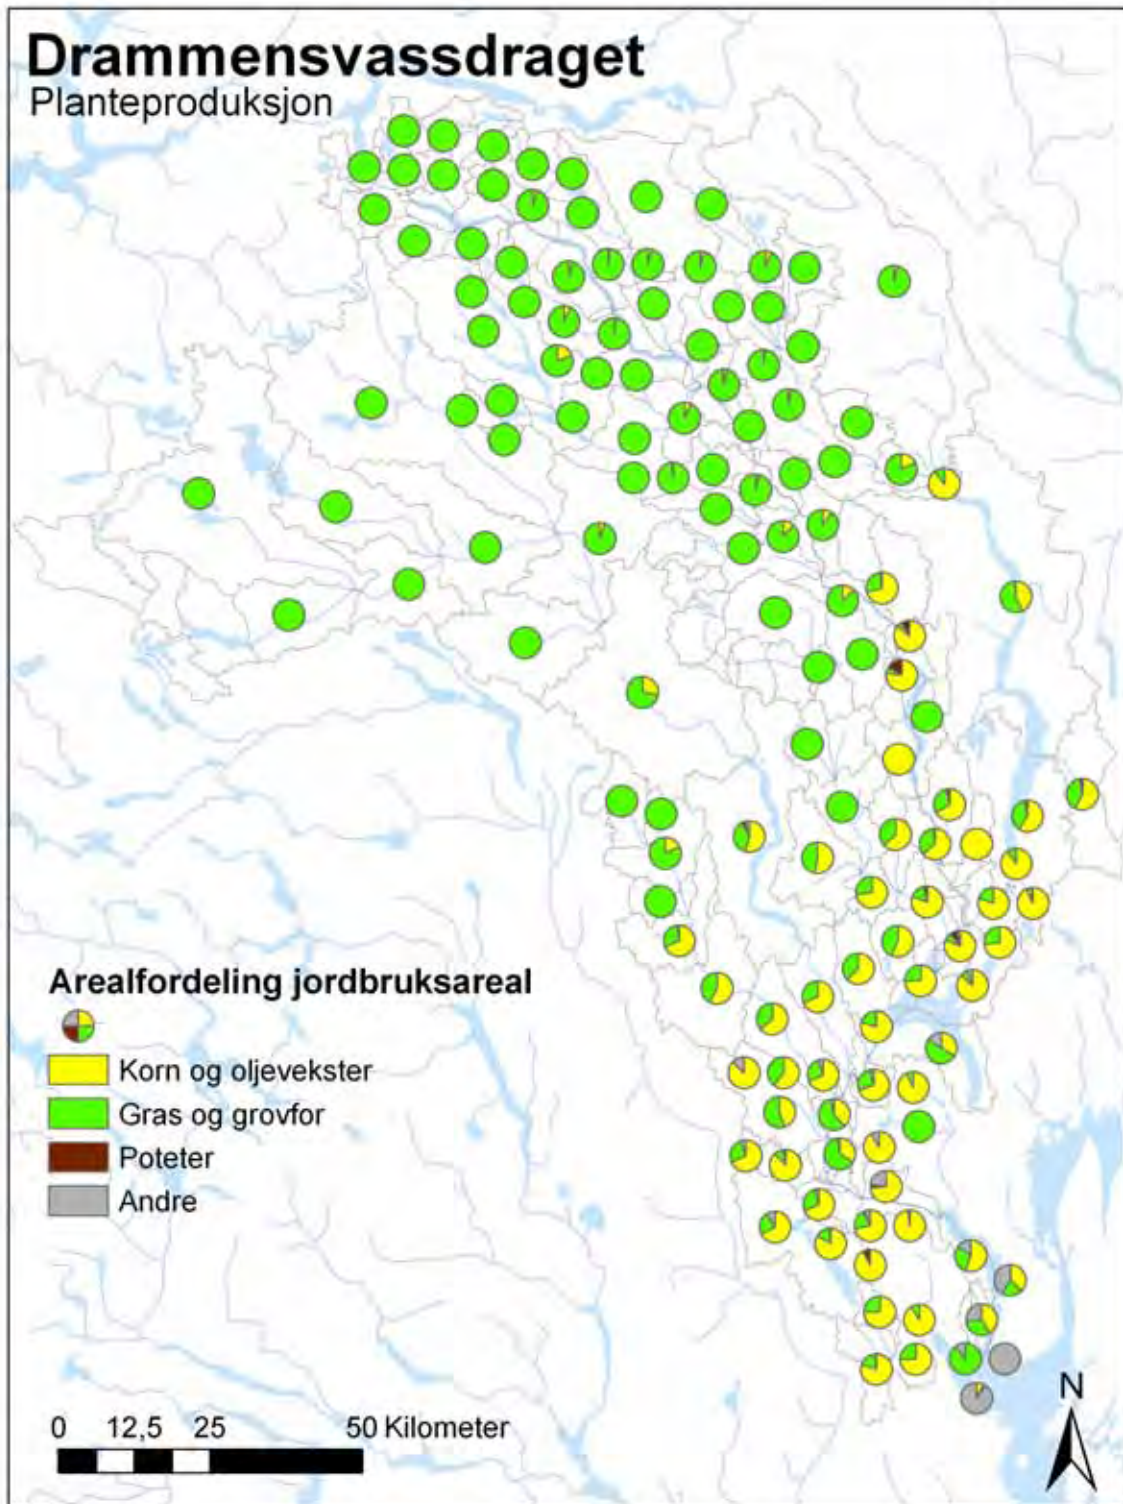 Drammensvassdraget
Planteproduksjon
Arealfordeling jordbruksareal
Korn og oljevekster
Gras og grovfor
Poteter
Andre
0 12,5 25 50 Kilometer
N